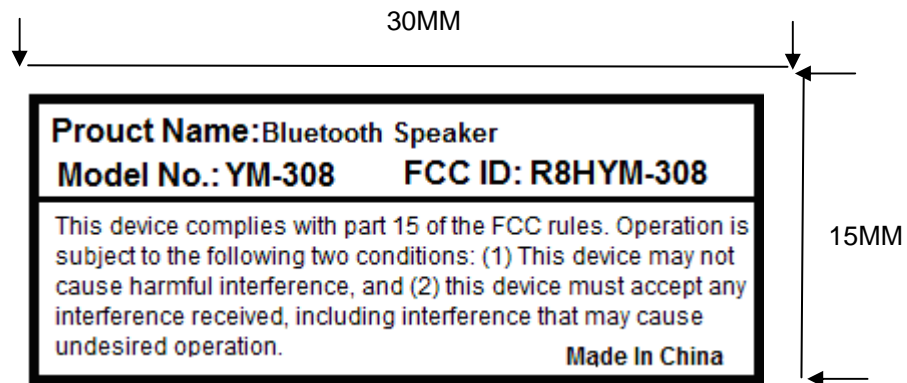 30MM
Prouct Name:Bluetooth Speaker
Model No.: YM-308 FCC ID: R8HYM-308
This device complies with part 15 of the FCC rules. Operation is
subject to the following two conditions: (1) This device may not
cause harmful interference, and (2) this device must accept any
interference received, including interference that may cause
undesired operation.
Made In China
15MM